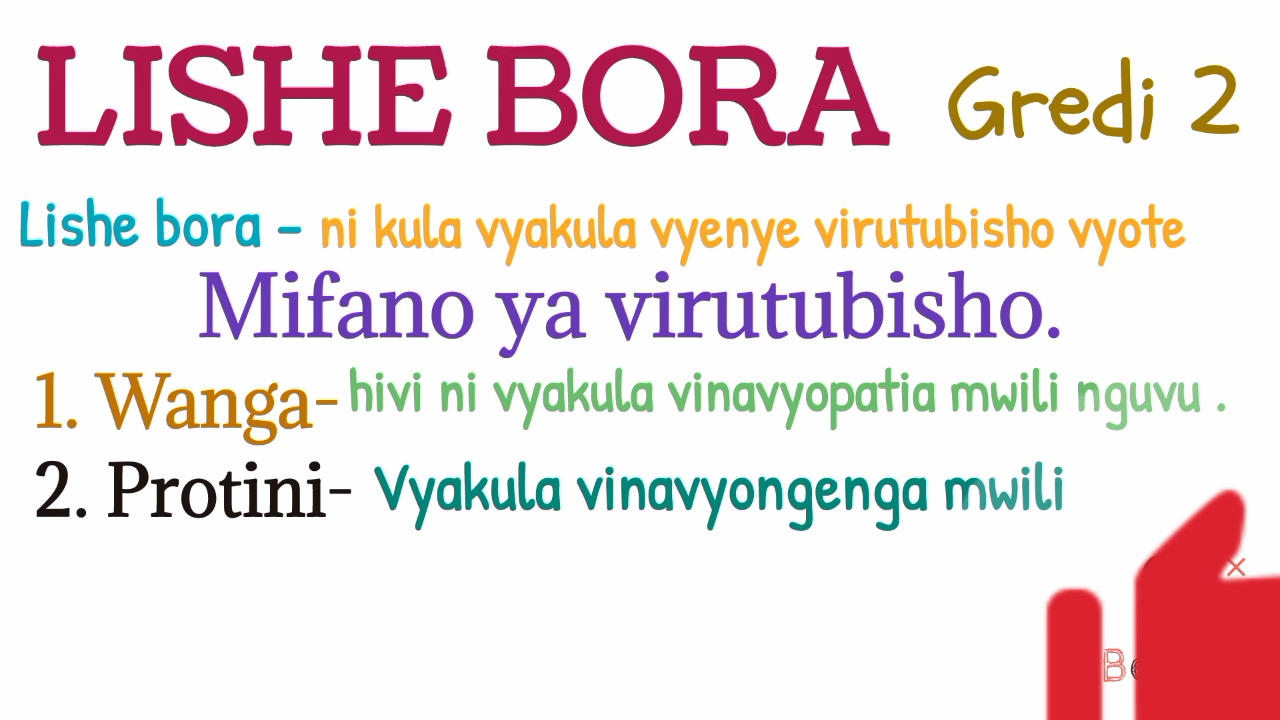 LISHE BORA Gredi 2
Lishe bora - ni kula vyakula vyenye virutubisho vyote
Mifano ya virutubisho.
1. Wanga- hivi ni vyakula vinavyopatia mwili nguvu .
2. Protini- Vyakula vinavyongenga mwili